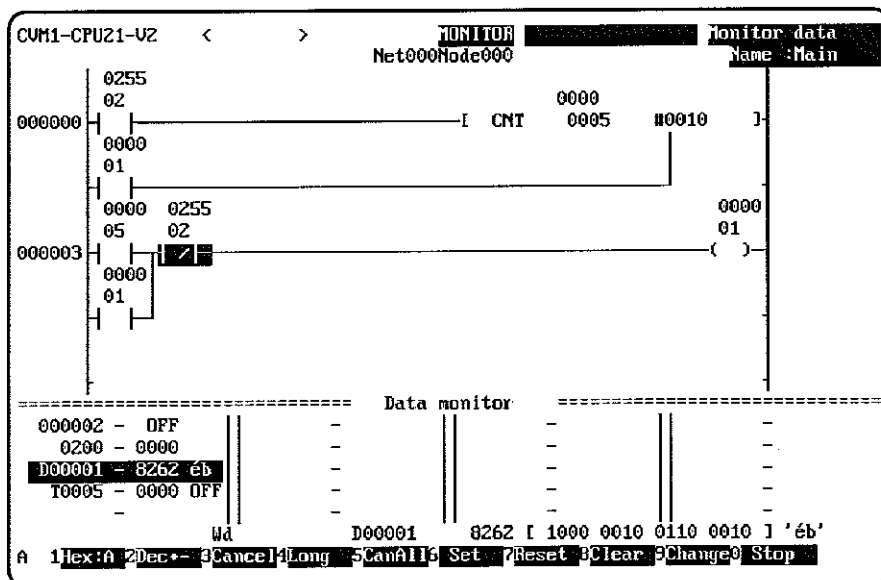 CVM1-CPU21-V2 < > MONITOR Monitor data
Net000Node000 Name :Main
0255
02 0000
000000 [ CNT 0005 #0010 ]
0000
01
0000 0255 0000
05 02 01
000003 / ( )
0000
01
Data monitor
000002 - OFF - - -
0200 - 0000 - - -
D00001 - 8262 éb - - -
T0005 - 0000 OFF - - -
- - - -
Wd D00001 8262 [ 1000 0010 0110 0010 ] 'éb'
A 1Hex:A 2Dec+- 3Cancel 4Long 5CanAll 6 Set 7Reset 8Clear 9Change 0 Stop